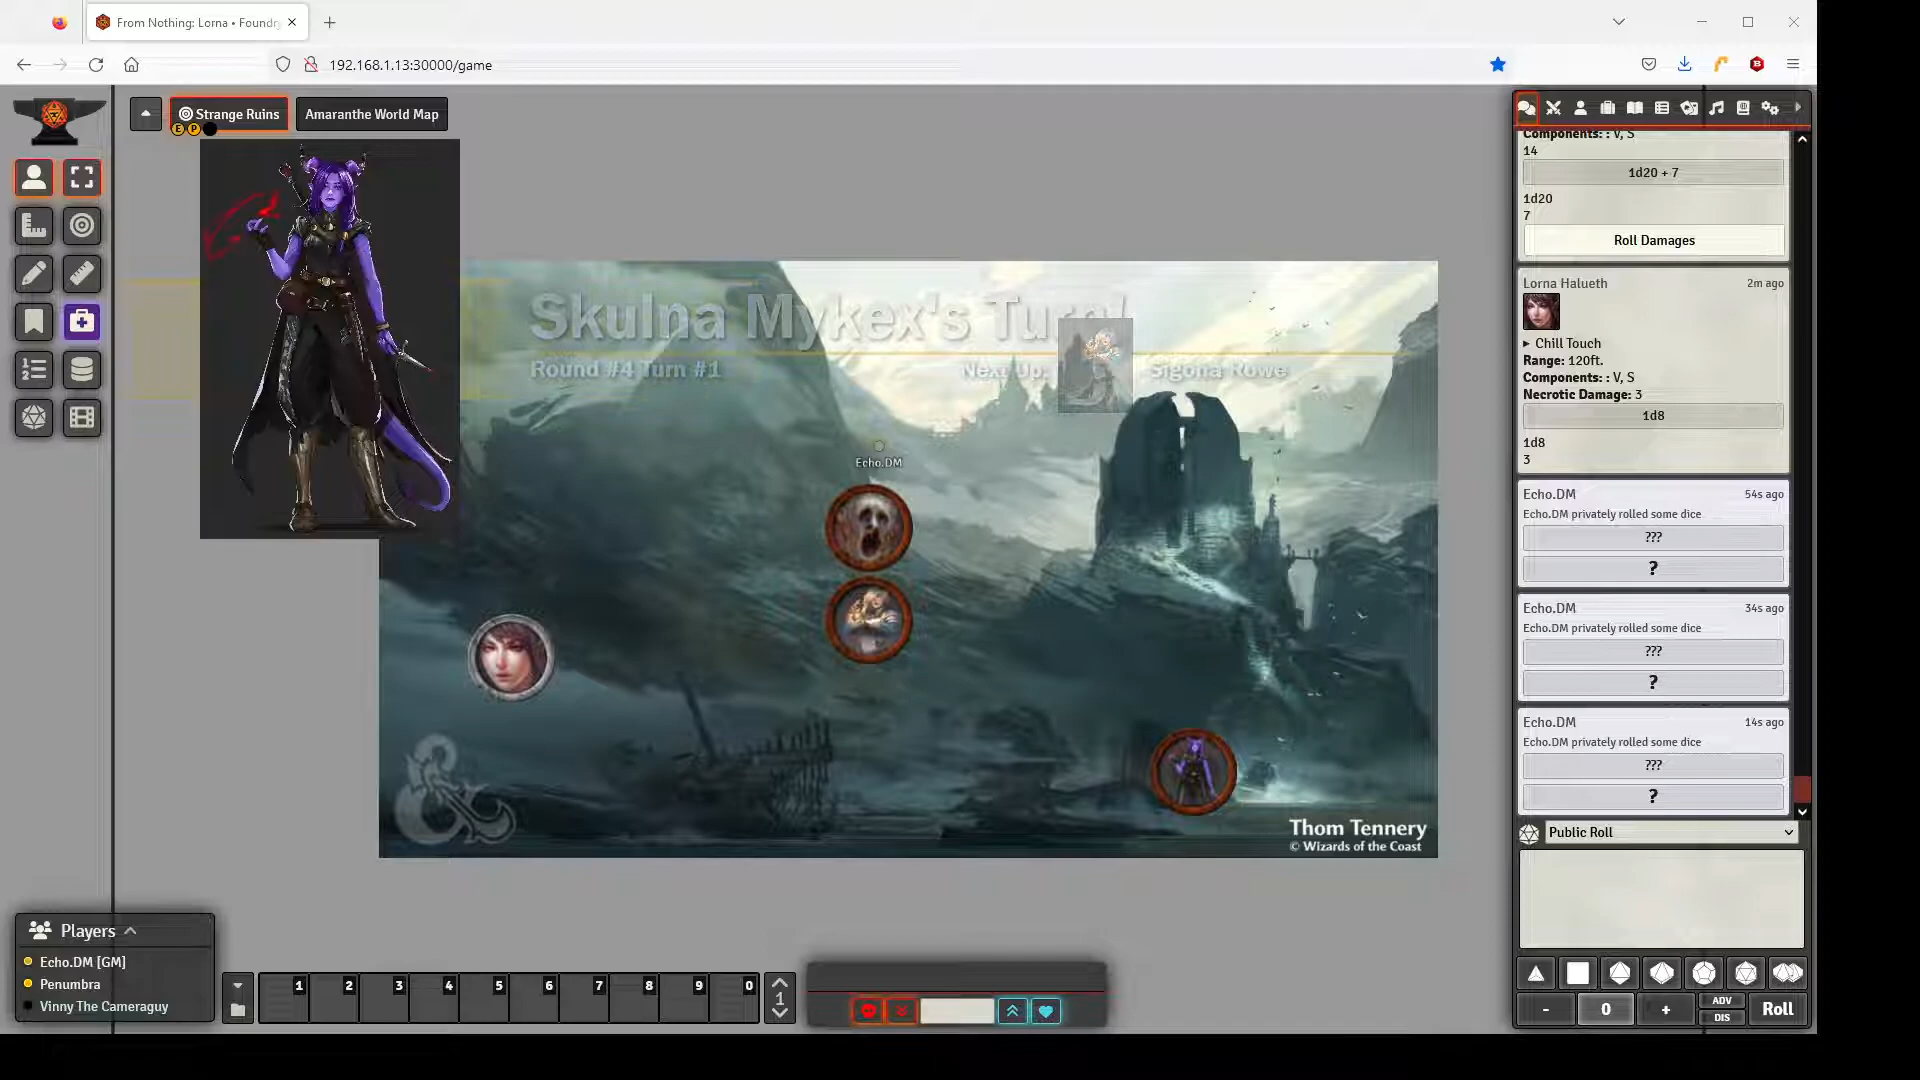 From Nothing: Lorna • Foundr
192.168.1.13:30000/game
Strange Ruins
Amaranthe World Map
E P
Skulna Mykex's Turn!
Round #4 Turn #1
Next Up:
Sigona Rowe
Echo.DM
Thom Tennery
© Wizards of the Coast
Players
Echo.DM [GM]
Penumbra
Vinny The Cameraguy
1 2 3 4 5 6 7 8 9 0
1
Components: : V, S
14
1d20 + 7
1d20
7
Roll Damages
Lorna Halueth 2m ago
Chill Touch
Range: 120ft.
Components: : V, S
Necrotic Damage: 3
1d8
1d8
3
Echo.DM 54s ago
Echo.DM privately rolled some dice
???
?
Echo.DM 34s ago
Echo.DM privately rolled some dice
???
?
Echo.DM 14s ago
Echo.DM privately rolled some dice
???
?
Public Roll
- 0 + ADV DIS Roll